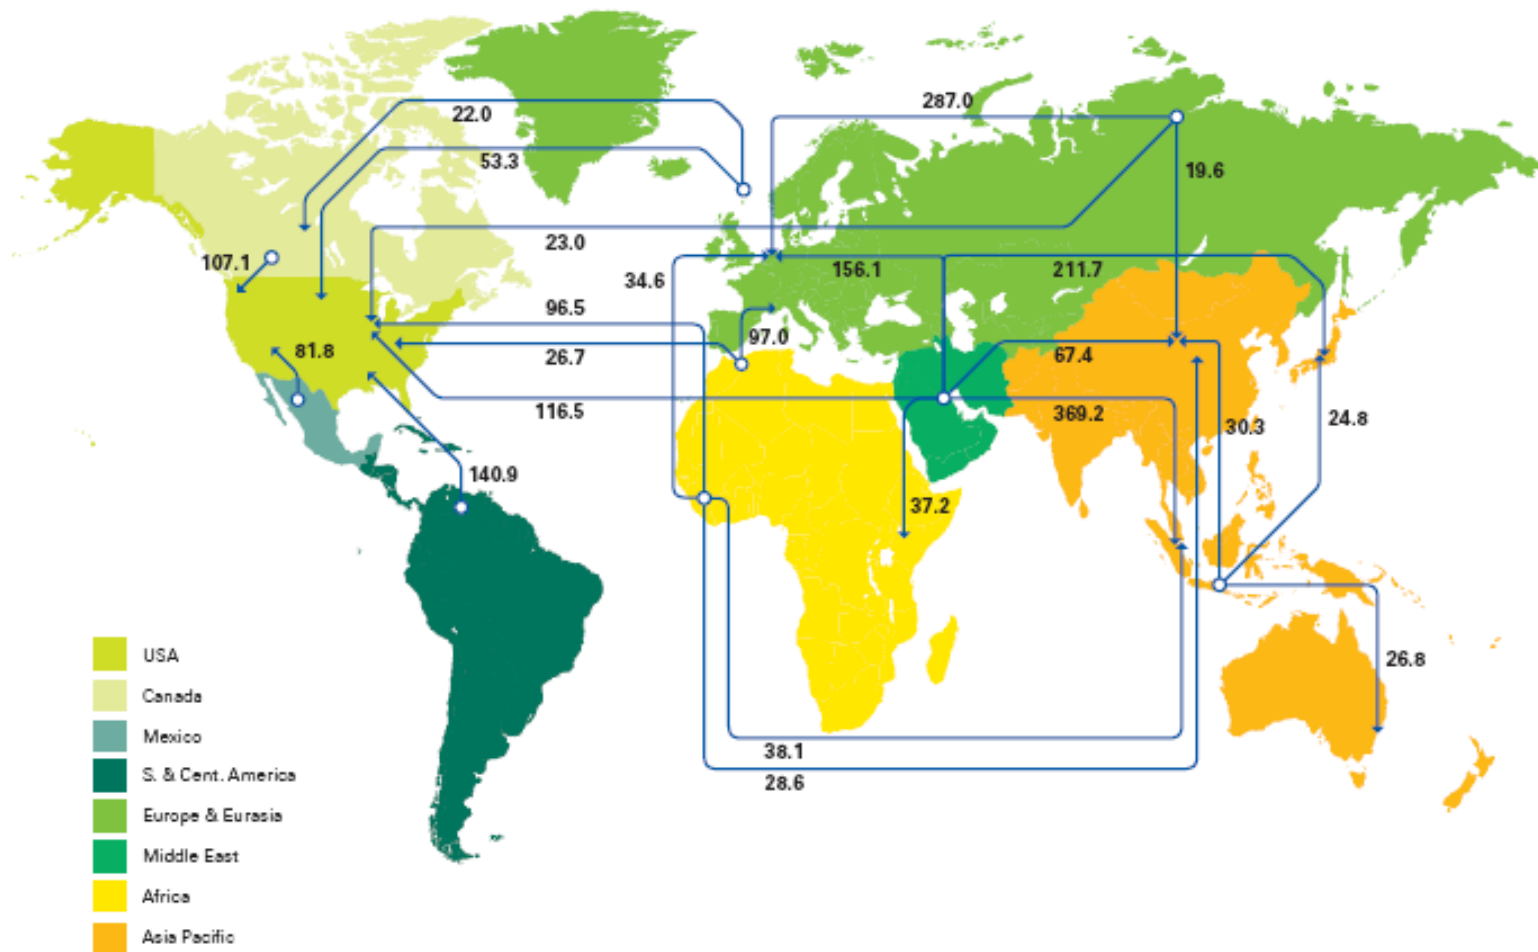 287.0
22.0
53.3
19.6
23.0
107.1
34.6
156.1
211.7
96.5
97.0
81.8
26.7
67.4
116.5
369.2
30.3
24.8
140.9
37.2
26.8
38.1
28.6
USA
Canada
Mexico
S. & Cent. America
Europe & Eurasia
Middle East
Africa
Asia Pacific